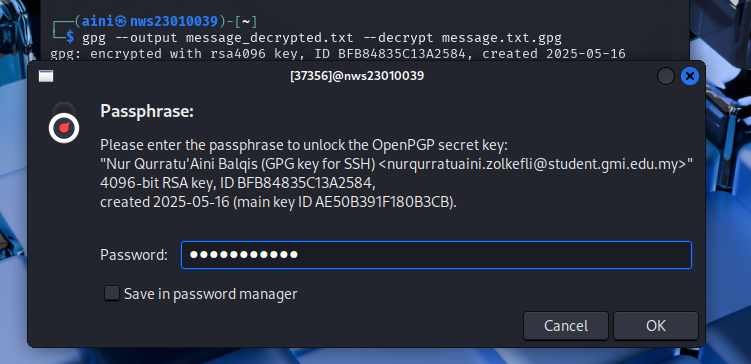 ┌──(aini㉿nws23010039)-[~]
└─$ gpg --output message_decrypted.txt --decrypt message.txt.gpg
gpg: encrypted with rsa4096 key, ID BFB84835C13A2584, created 2025-05-16
[37356]@nws23010039
Passphrase:
Please enter the passphrase to unlock the OpenPGP secret key:
"Nur Qurratu'Aini Balqis (GPG key for SSH) <nurqurratuaini.zolkefli@student.gmi.edu.my>"
4096-bit RSA key, ID BFB84835C13A2584,
created 2025-05-16 (main key ID AE50B391F180B3CB).
Password: ●●●●●●●●●●●
Save in password manager
Cancel OK